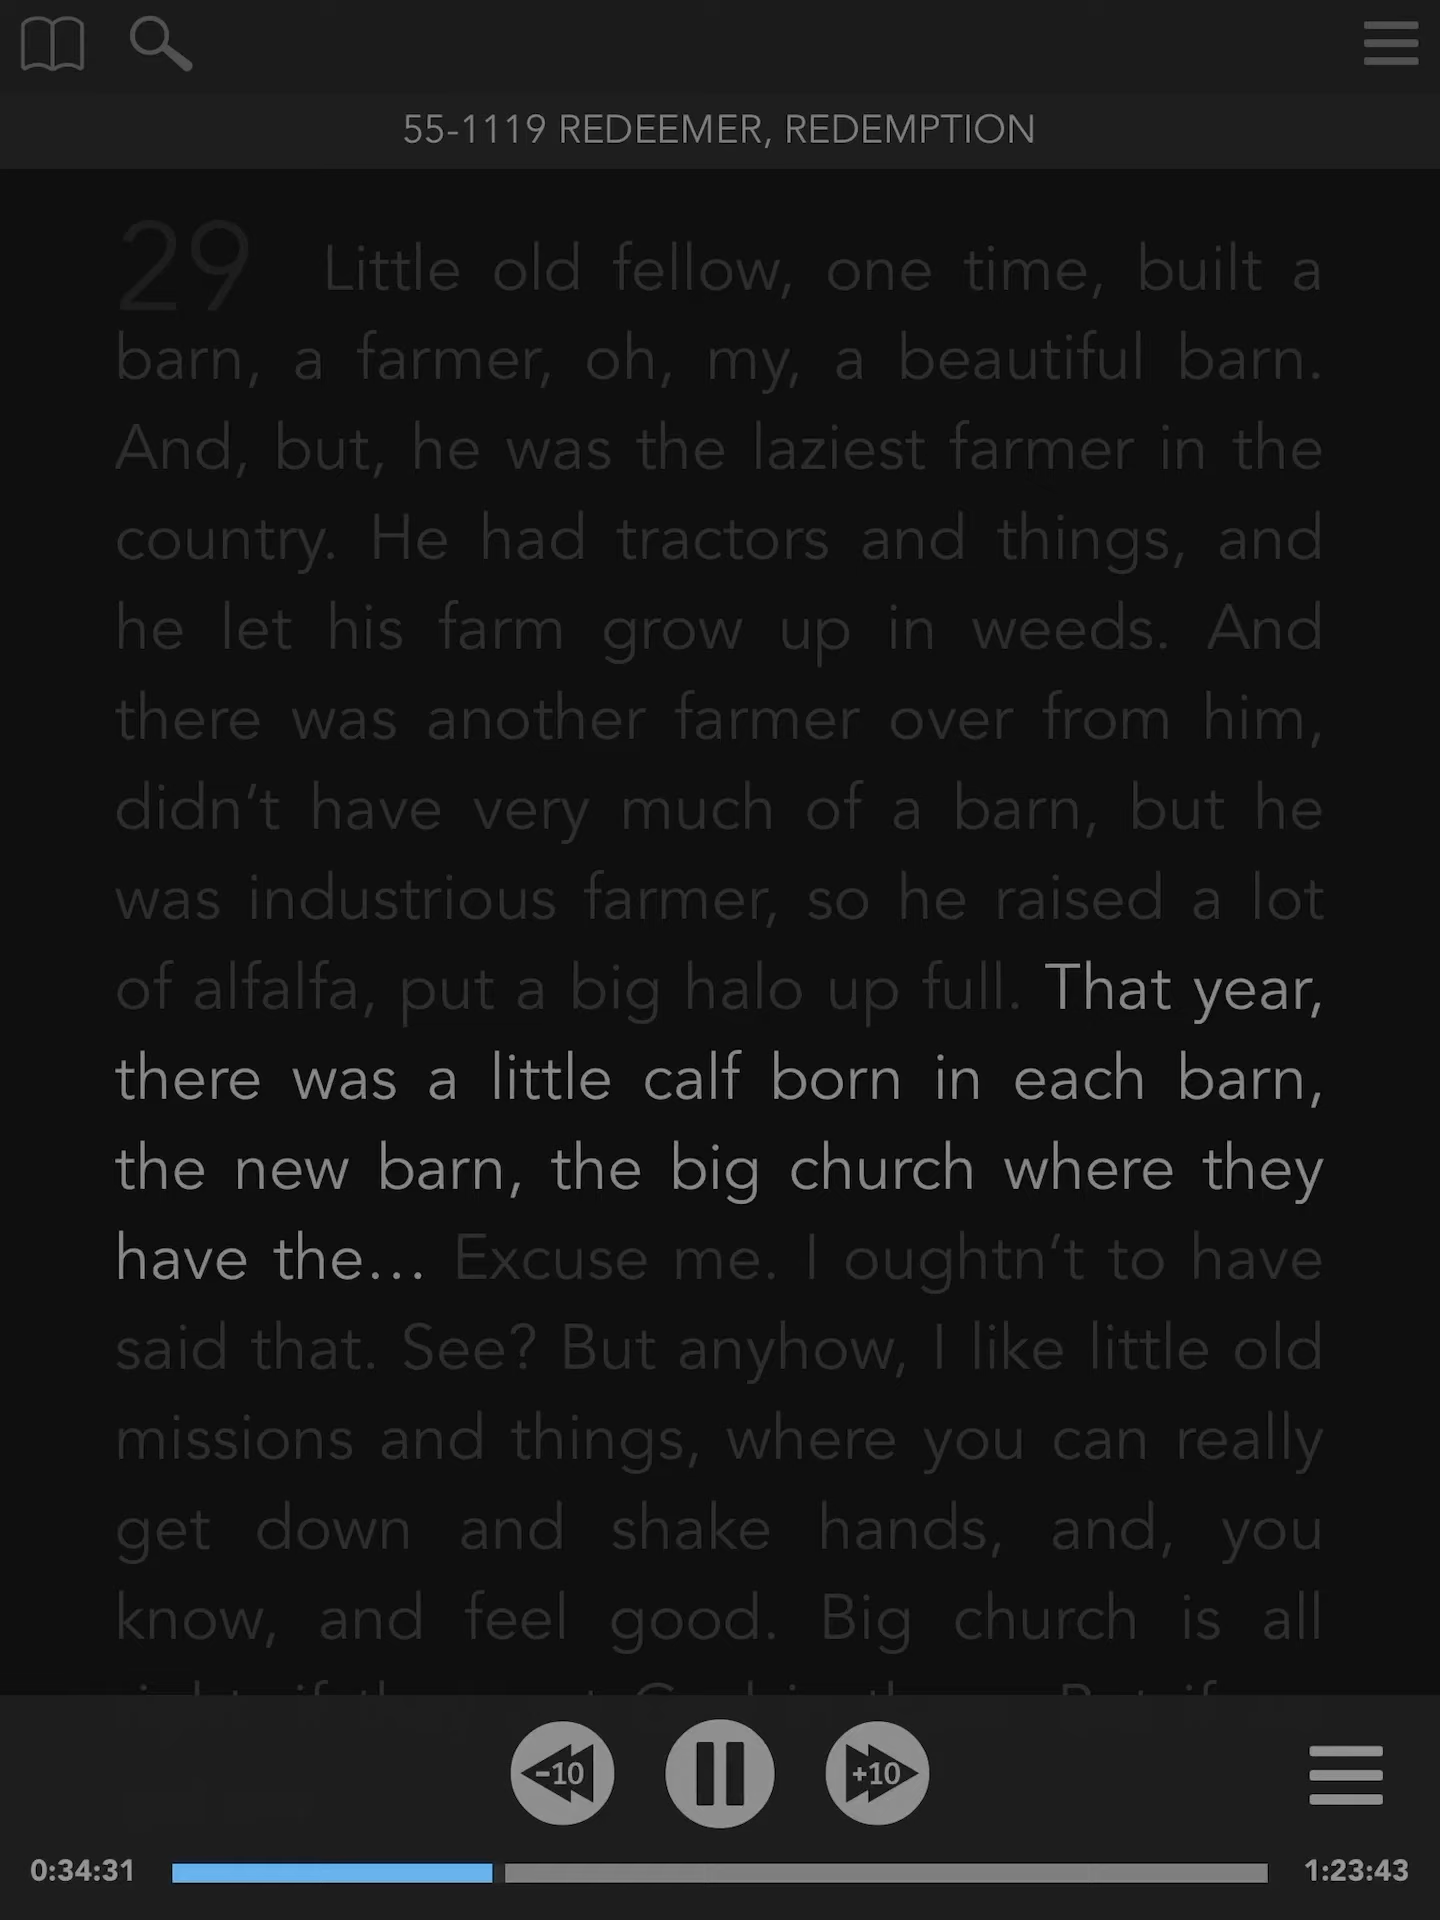 55-1119 REDEEMER, REDEMPTION
29 Little old fellow, one time, built a
barn, a farmer, oh, my, a beautiful barn.
And, but, he was the laziest farmer in the
country. He had tractors and things, and
he let his farm grow up in weeds. And
there was another farmer over from him,
didn’t have very much of a barn, but he
was industrious farmer, so he raised a lot
of alfalfa, put a big halo up full. That year,
there was a little calf born in each barn,
the new barn, the big church where they
have the…  Excuse me. I oughtn’t to have
said that. See? But anyhow, I like little old
missions and things, where you can really
get down and shake hands, and, you
know, and feel good. Big church is all
-10 +10
0:34:31 1:23:43